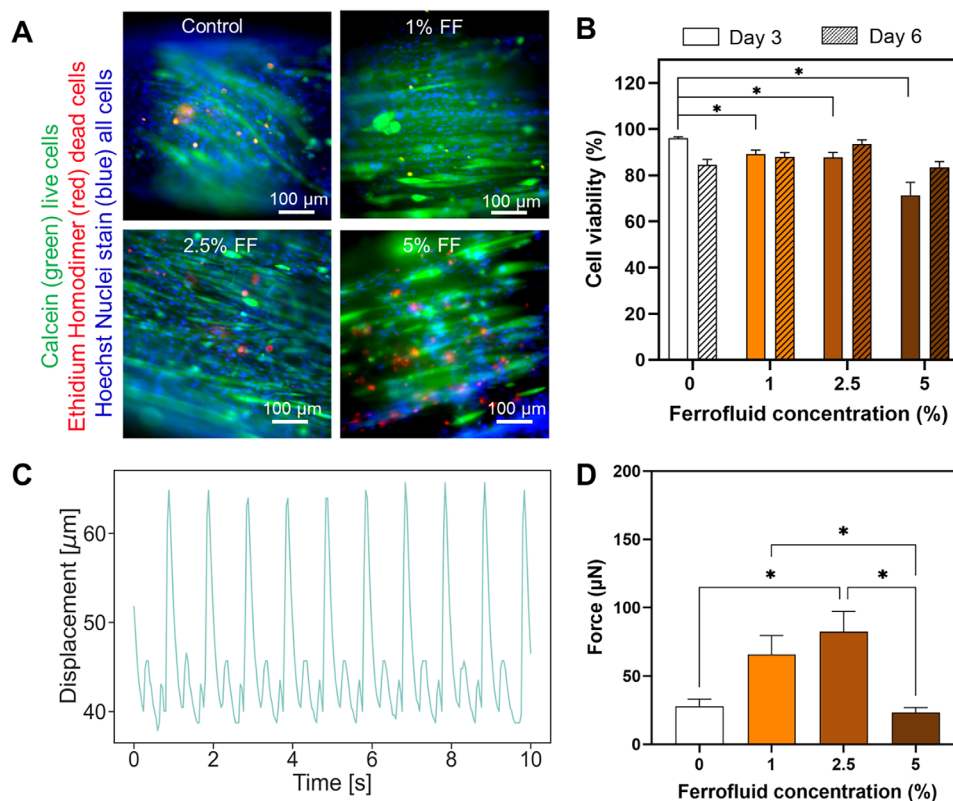 A
Calcein (green) live cells
Ethidium Homodimer (red) dead cells
Hoechst Nuclei stain (blue) all cells
Control
100 µm
1% FF
100 µm
2.5% FF
100 µm
5% FF
100 µm
B
Day 3
Day 6
Cell viability (%)
120
100
80
60
40
20
0
*
*
*
0 1 2.5 5
Ferrofluid concentration (%)
C
Displacement [µm]
60
50
40
0 2 4 6 8 10
Time [s]
D
Force (µN)
200
150
100
50
0
*
*
*
0 1 2.5 5
Ferrofluid concentration (%)